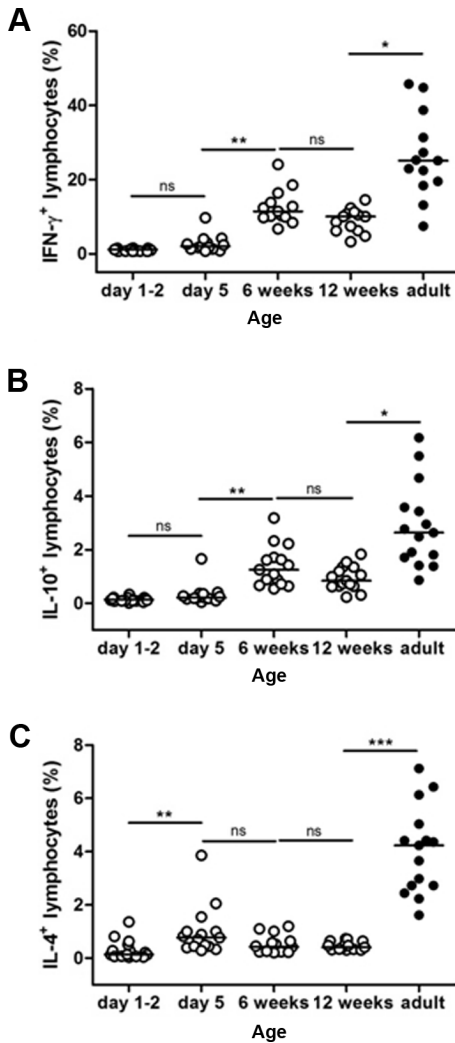 A
IFN-γ⁺ lymphocytes (%)
60
40
20
0
ns
**
ns
*
day 1-2 day 5 6 weeks 12 weeks adult
Age
B
IL-10⁺ lymphocytes (%)
8
6
4
2
0
ns
**
ns
*
day 1-2 day 5 6 weeks 12 weeks adult
Age
C
IL-4⁺ lymphocytes (%)
8
6
4
2
0
**
ns
ns
***
day 1-2 day 5 6 weeks 12 weeks adult
Age